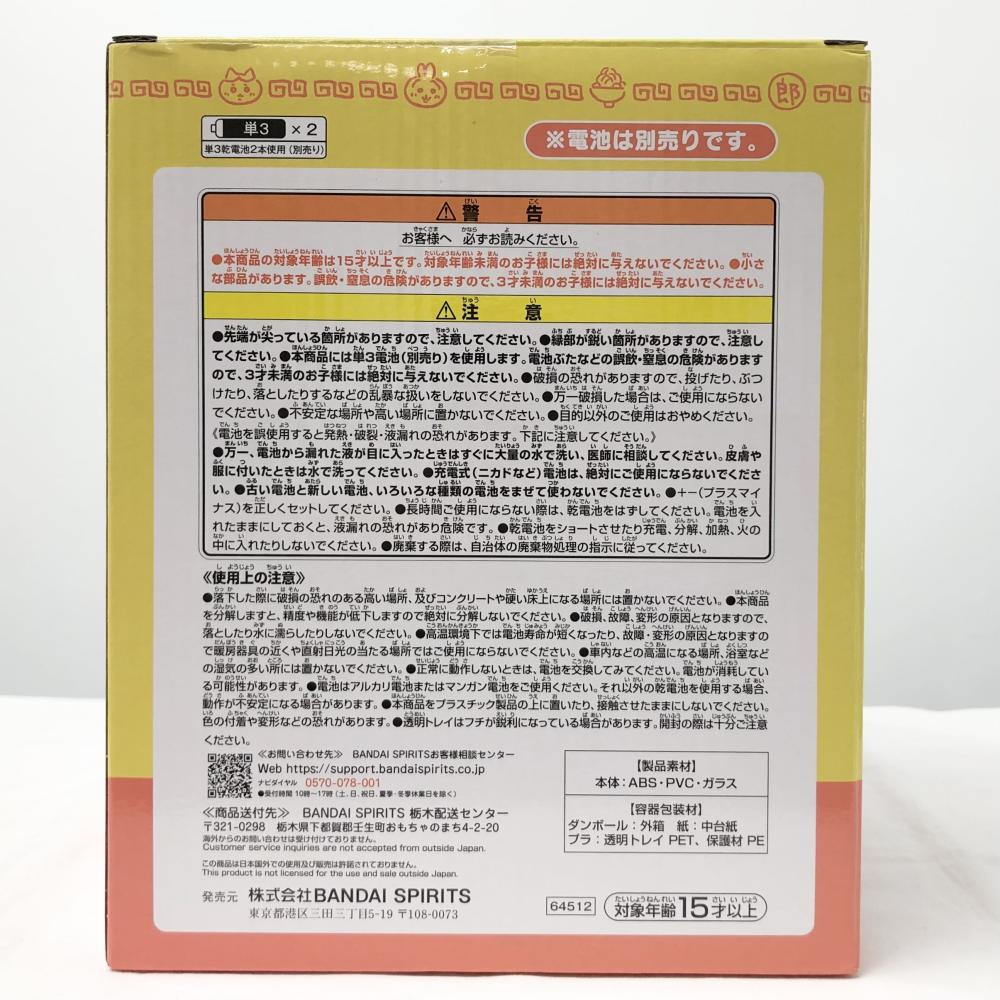 郎
単3 ×2
単3乾電池2本使用(別売り)
※電池は別売りです。
⚠警告
お客様へ 必ずお読みください。
●本商品の対象年齢は15才以上です。対象年齢未満のお子様には絶対に与えないでください。●小さ
な部品があります。誤飲・窒息の危険がありますので、3才未満のお子様には絶対に与えないでください。
⚠注意
●先端が尖っている箇所がありますので、注意してください。●縁部が鋭い箇所がありますので、注意し
てください。●本商品には単3電池(別売り)を使用します。電池ぶたなどの誤飲・窒息の危険があります
ので、3才未満のお子様には絶対に与えないでください。●破損の恐れがありますので、投げたり、ぶつ
けたり、落としたりするなどの乱暴な扱いをしないでください。●万一破損した場合は、ご使用にならない
でください。●不安定な場所や高い場所に置かないでください。●目的以外のご使用はおやめください。
《電池を誤使用すると発熱・破裂・液漏れの恐れがあります。下記に注意してください。》
●万一、電池から漏れた液が目に入ったときはすぐに大量の水で洗い、医師に相談してください。皮膚や
服に付いたときは水で洗ってください。●充電式(ニカドなど)電池は、絶対にご使用にならないでくださ
い。●古い電池と新しい電池、いろいろな種類の電池をまぜて使わないでください。●+−(プラスマイ
ナス)を正しくセットしてください。●長時間ご使用にならない際は、乾電池をはずしてください。電池を入
れたままにしておくと、液漏れの恐れがあり危険です。●乾電池をショートさせたり充電、分解、加熱、火の
中に入れたりしないでください。●廃棄する際は、自治体の廃棄物処理の指示に従ってください。
《使用上の注意》
●落下した際に破損の恐れのある高い場所、及びコンクリートや硬い床上になる場所には置かないでください。●本商品
を分解しますと、精度や機能が低下しますので絶対に分解しないでください。●破損、故障、変形の原因となりますので、
落としたり水に濡らしたりしないでください。●高温環境下では電池寿命が短くなったり、故障・変形の原因となりますの
で暖房器具の近くや直射日光の当たる場所ではご使用にならないでください。●車内などの高温になる場所、浴室など
の湿気の多い所には置かないでください。●正常に動作しないときは、電池を交換してみてください。電池が消耗してい
る可能性があります。●電池はアルカリ電池またはマンガン電池をご使用ください。それ以外の乾電池を使用する場合、
動作が不安定になる場合があります。●本商品をプラスチック製品の上に置いたり、接触させたままにしないでください。
色の付着や変形などの恐れがあります。●透明トレイはフチが鋭利になっている場合があります。開封の際は十分ご注意
ください。
≪お問い合わせ先≫ BANDAI SPIRITSお客様相談センター
Web https://support.bandaispirits.co.jp
ナビダイヤル 0570-078-001
●受付時間 10時〜17時(土、日、祝日、夏季・冬季休業日を除く)
≪商品送付先≫ BANDAI SPIRITS 栃木配送センター
〒321-0298 栃木県下都賀郡壬生町おもちゃのまち4-2-20
海外からのお問い合わせは受け付けておりません。
Customer service inquiries are not accepted from outside Japan.
この商品は日本国外での使用及び販売は許諾されておりません。
This product is not licensed for the use and sale outside Japan.
発売元 株式会社BANDAI SPIRITS
東京都港区三田三丁目5-19 〒108-0073
【製品素材】
本体:ABS・PVC・ガラス
【容器包装材】
ダンボール:外箱 紙:中台紙
プラ:透明トレイ PET、保護材 PE
64512
対象年齢15才以上